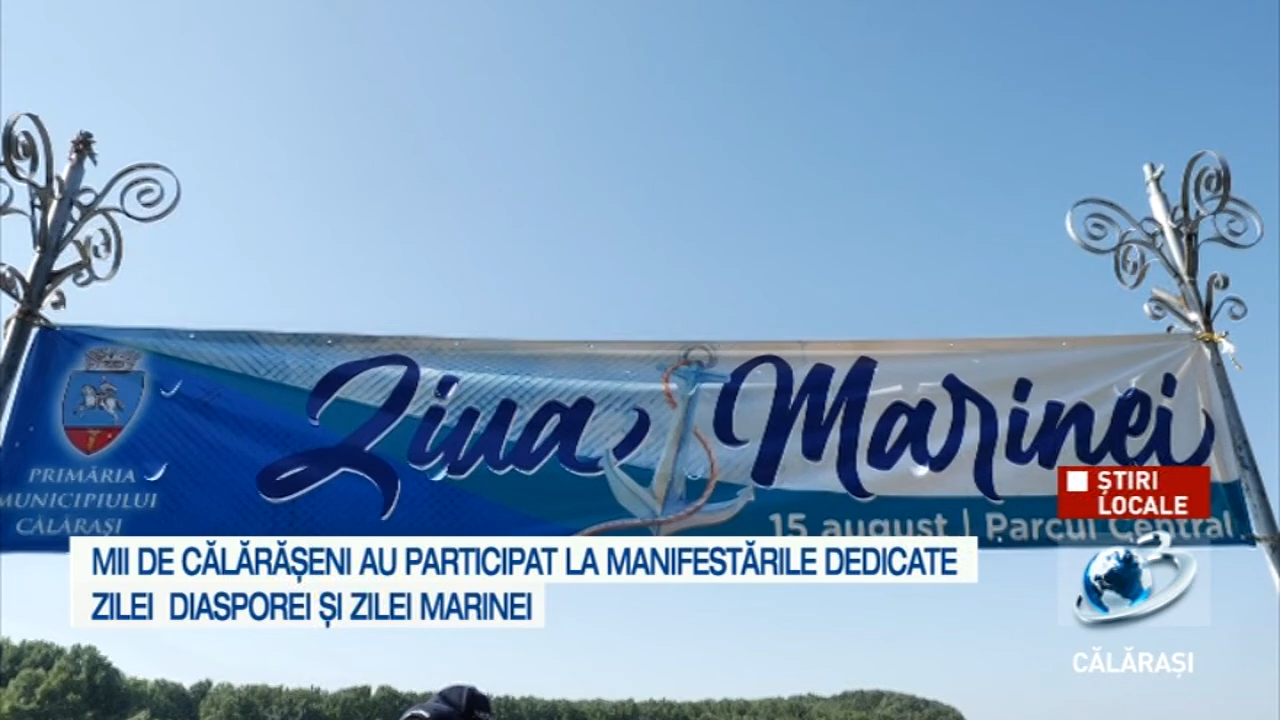 Ziua Marinei
PRIMĂRIA
MUNICIPIULUI
CĂLĂRAȘI
15 august | Parcul Central
ȘTIRI
LOCALE
MII DE CĂLĂRĂȘENI AU PARTICIPAT LA MANIFESTĂRILE DEDICATE
ZILEI DIASPOREI ȘI ZILEI MARINEI
CĂLĂRAȘI